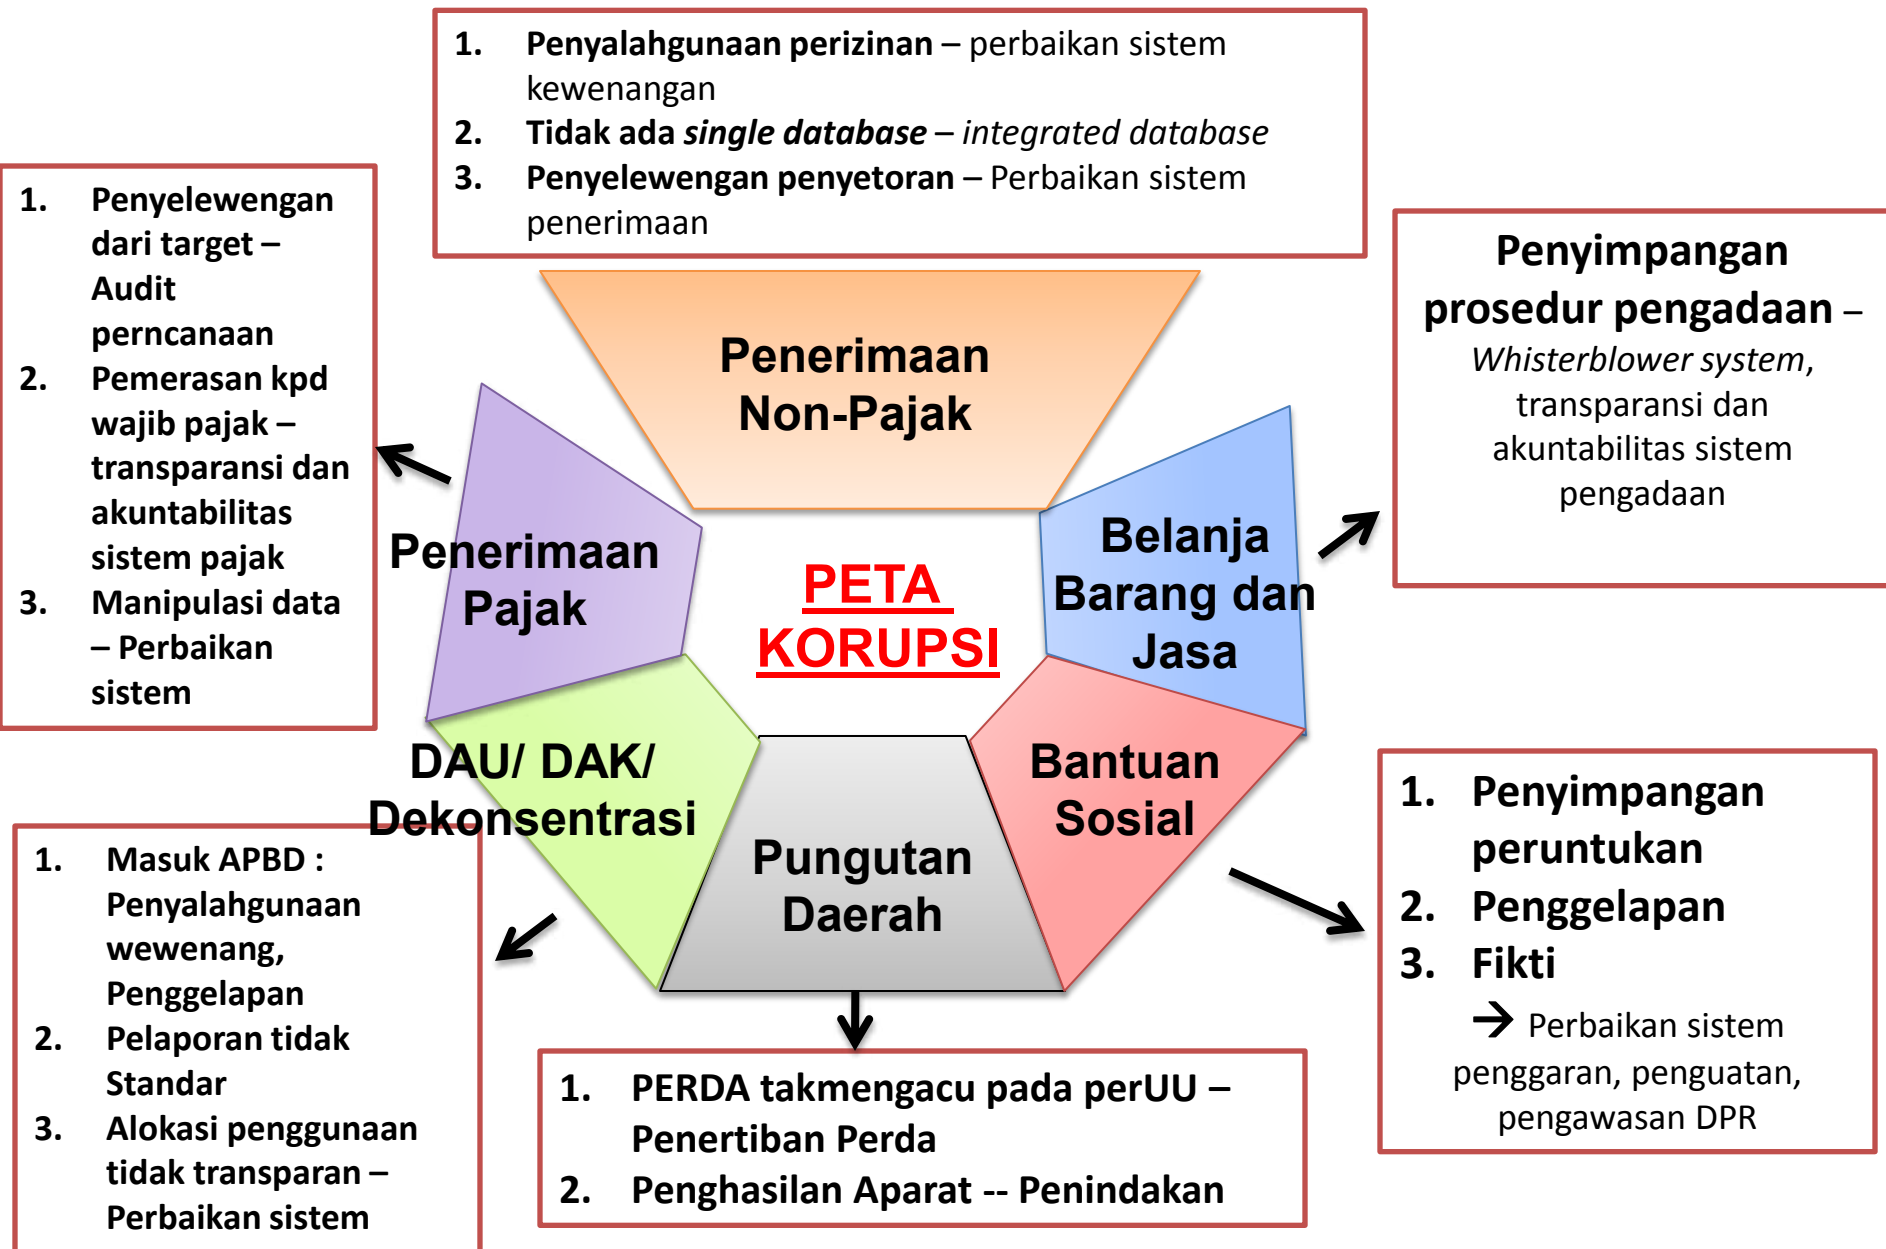 1. Penyalahgunaan perizinan – perbaikan sistem
kewenangan
2. Tidak ada single database – integrated database
3. Penyelewengan penyetoran – Perbaikan sistem
penerimaan
1. Penyelewengan
dari target –
Audit
perncanaan
2. Pemerasan kpd
wajib pajak –
transparansi dan
akuntabilitas
sistem pajak
3. Manipulasi data
– Perbaikan
sistem
Penyimpangan
prosedur pengadaan –
Whisterblower system,
transparansi dan
akuntabilitas sistem
pengadaan
Penerimaan
Non-Pajak
Penerimaan
Pajak
PETA
KORUPSI
Belanja
Barang dan
Jasa
DAU/ DAK/
Dekonsentrasi
Pungutan
Daerah
Bantuan
Sosial
1. Masuk APBD :
Penyalahgunaan
wewenang,
Penggelapan
2. Pelaporan tidak
Standar
3. Alokasi penggunaan
tidak transparan –
Perbaikan sistem
1. PERDA takmengacu pada perUU –
Penertiban Perda
2. Penghasilan Aparat -- Penindakan
1. Penyimpangan
peruntukan
2. Penggelapan
3. Fikti
→ Perbaikan sistem
penggaran, penguatan,
pengawasan DPR